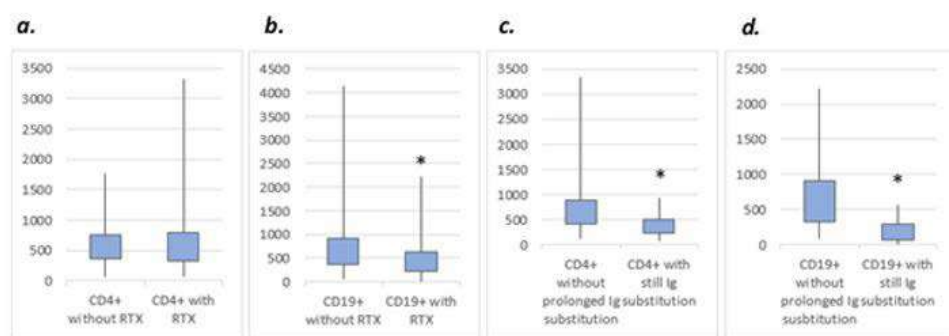 a.
3500
3000
2500
2000
1500
1000
500
0
CD4+
without RTX
CD4+ with
RTX
b.
4500
4000
3500
3000
2500
2000
1500
1000
500
0
*
CD19+
without RTX
CD19+ with
RTX
c.
3500
3000
2500
2000
1500
1000
500
0
*
CD4+
without
prolonged Ig
susbstitution
CD4+ with
still Ig
substitution
d.
2500
2000
1500
1000
500
0
*
CD19+
without
prolonged Ig
susbtitution
CD19+ with
still Ig
substitution